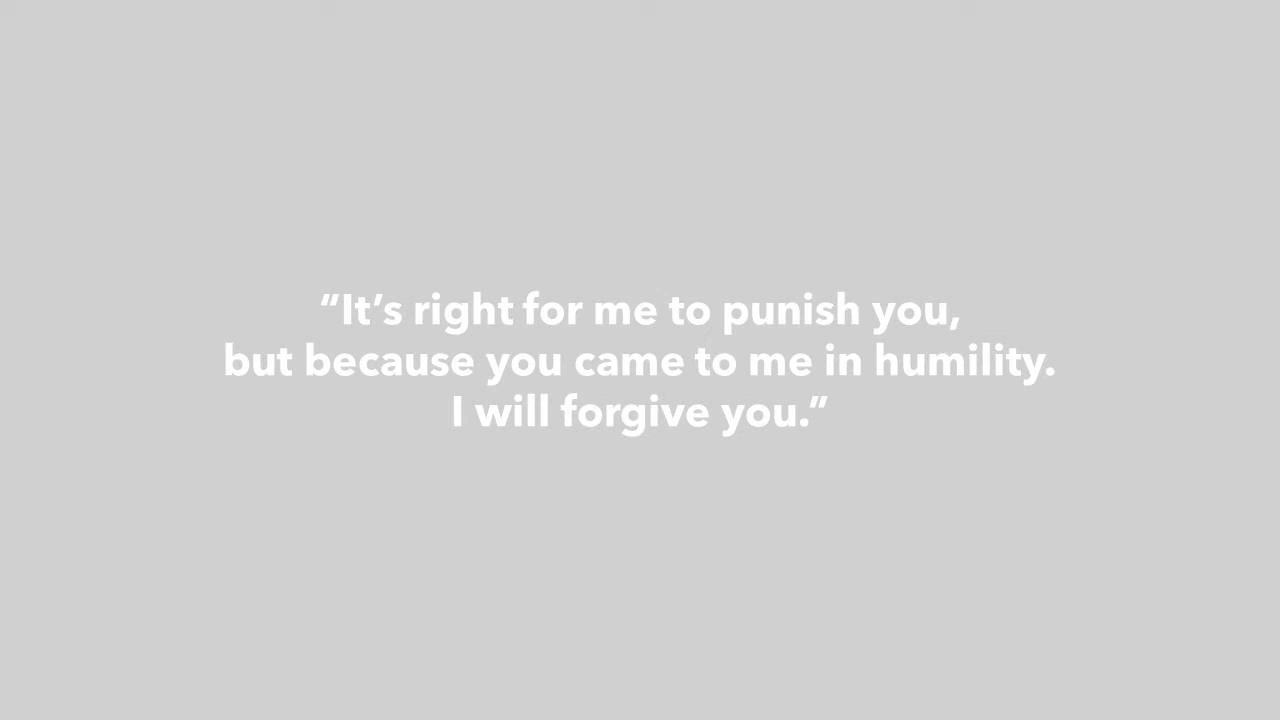 “It’s right for me to punish you,
but because you came to me in humility.
I will forgive you.”